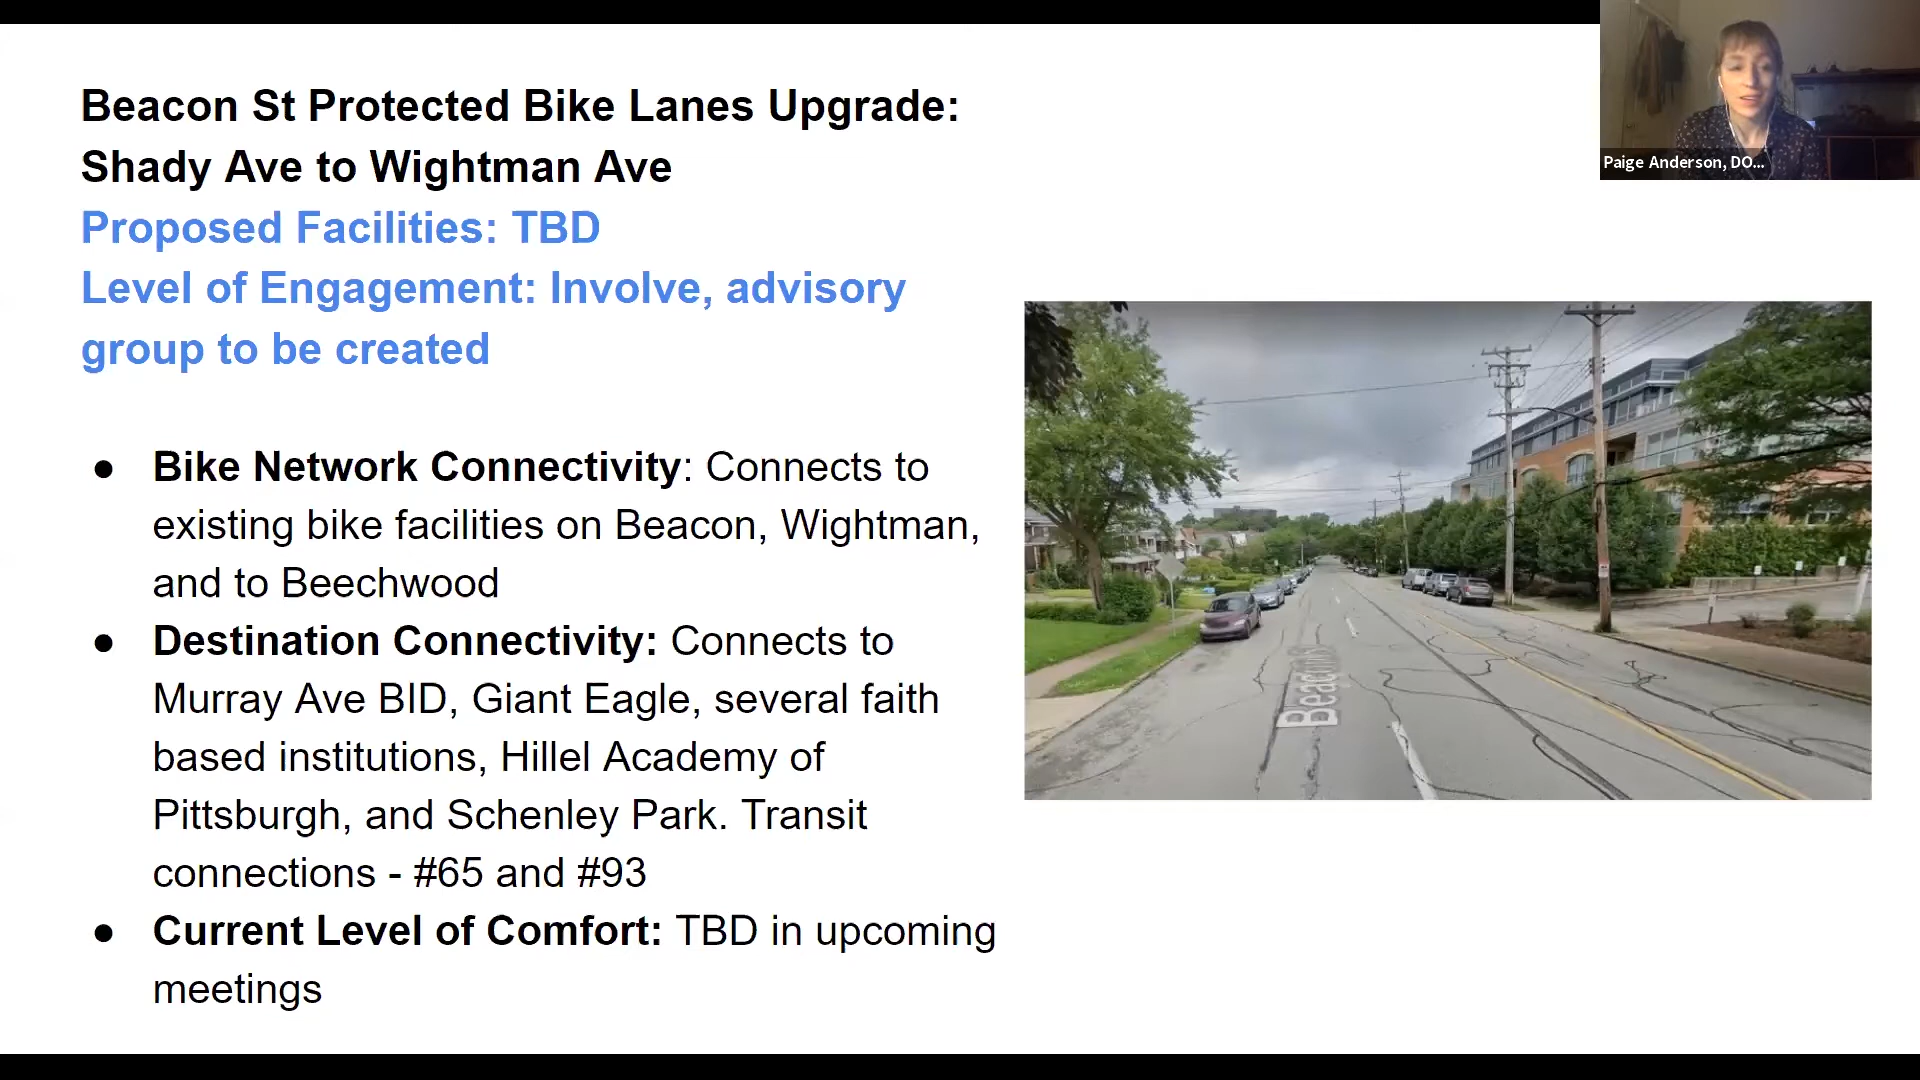 Beacon St Protected Bike Lanes Upgrade:
Shady Ave to Wightman Ave
Proposed Facilities: TBD
Level of Engagement: Involve, advisory
group to be created
● Bike Network Connectivity: Connects to
existing bike facilities on Beacon, Wightman,
and to Beechwood
● Destination Connectivity: Connects to
Murray Ave BID, Giant Eagle, several faith
based institutions, Hillel Academy of
Pittsburgh, and Schenley Park. Transit
connections - #65 and #93
● Current Level of Comfort: TBD in upcoming
meetings
Paige Anderson, DO...
Beacon St